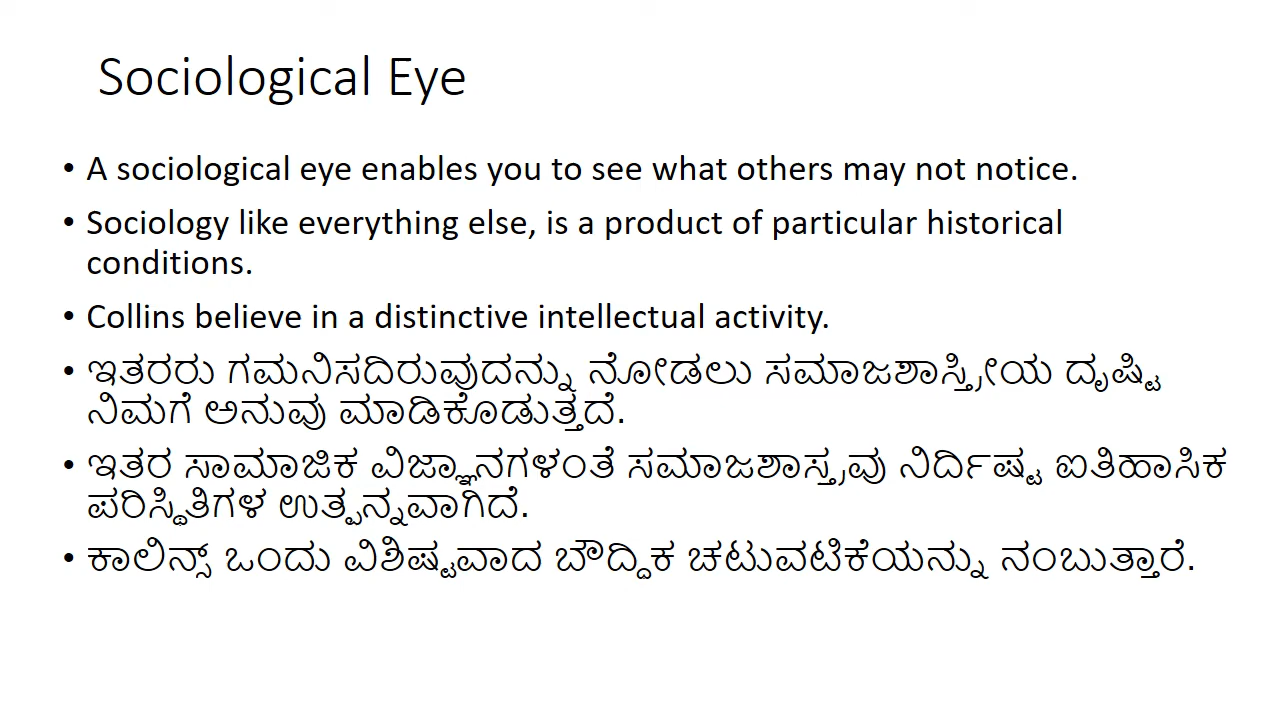 Sociological Eye
• A sociological eye enables you to see what others may not notice.
• Sociology like everything else, is a product of particular historical
conditions.
• Collins believe in a distinctive intellectual activity.
• ಇತರರು ಗಮನಿಸದಿರುವುದನ್ನು ನೋಡಲು ಸಮಾಜಶಾಸ್ತ್ರೀಯ ದೃಷ್ಟಿ
ನಿಮಗೆ ಅನುವು ಮಾಡಿಕೊಡುತ್ತದೆ.
• ಇತರ ಸಾಮಾಜಿಕ ವಿಜ್ಞಾನಗಳಂತೆ ಸಮಾಜಶಾಸ್ತ್ರವು ನಿರ್ದಿಷ್ಟ ಐತಿಹಾಸಿಕ
ಪರಿಸ್ಥಿತಿಗಳ ಉತ್ಪನ್ನವಾಗಿದೆ.
• ಕಾಲಿನ್ಸ್ ಒಂದು ವಿಶಿಷ್ಟವಾದ ಬೌದ್ದಿಕ ಚಟುವಟಿಕೆಯನ್ನು ನಂಬುತ್ತಾರೆ.